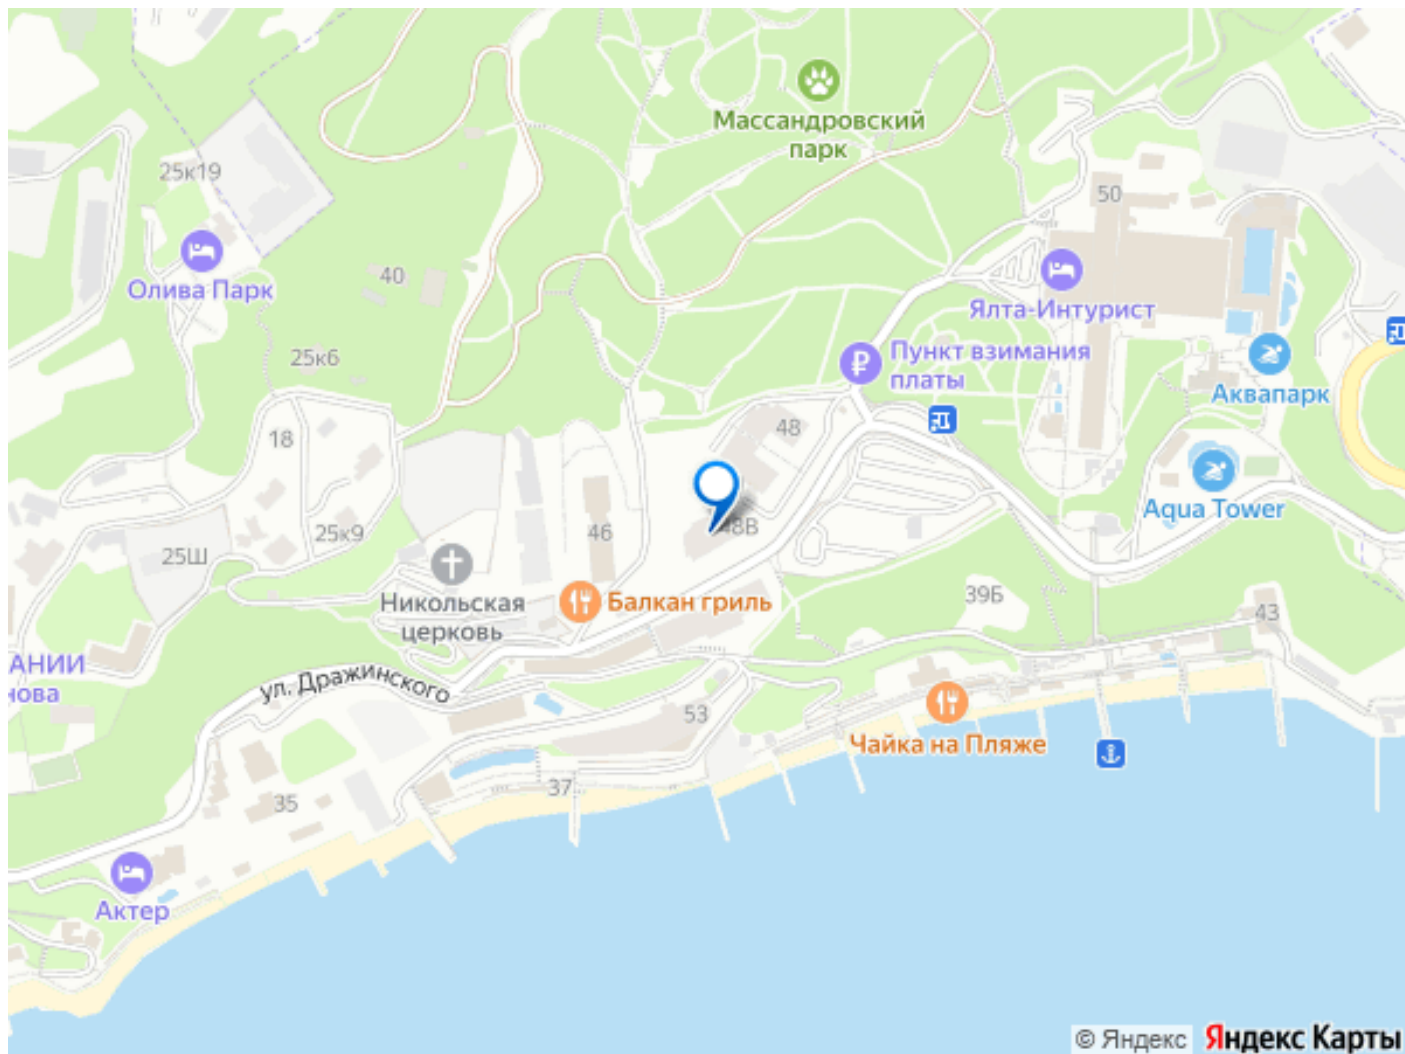 Массандровский
парк
25к19
50
Олива Парк
40
Ялта-Интурист
Пункт взимания
платы
25к6
Аквапарк
18
48
Aqua Tower
25к9
46
48В
25Ш
Никольская
церковь
Балкан гриль
39Б
43
АНИИ
нова
ул. Дражинского
53
Чайка на Пляже
37
35
Актер
© Яндекс
Яндекс Карты